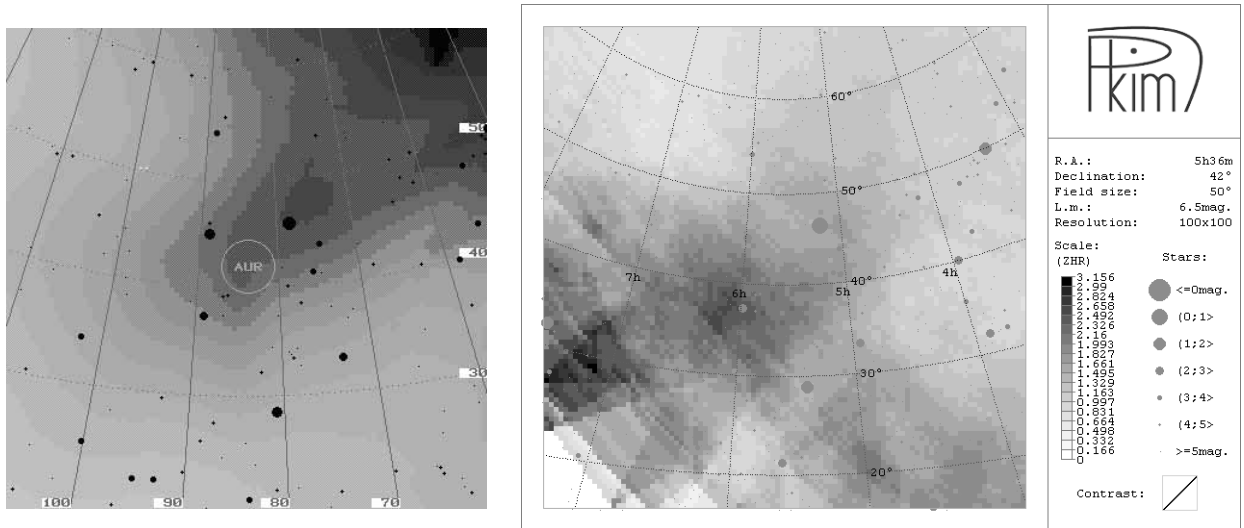 50
AUR
40
30
100
90
80
70
60°
50°
7h
6h
5h
40°
4h
30°
20°
PKIM
R.A.: 5h36m
Declination: 42°
Field size: 50°
L.m.: 6.5mag.
Resolution: 100x100
Scale:
(ZHR)
3.156
2.99
2.824
2.658
2.492
2.326
2.16
1.993
1.827
1.661
1.495
1.329
1.163
0.997
0.831
0.664
0.498
0.332
0.166
0
Stars:
<=0mag.
(0;1>
(1;2>
(2;3>
(3;4>
(4;5>
>=5mag.
Contrast: